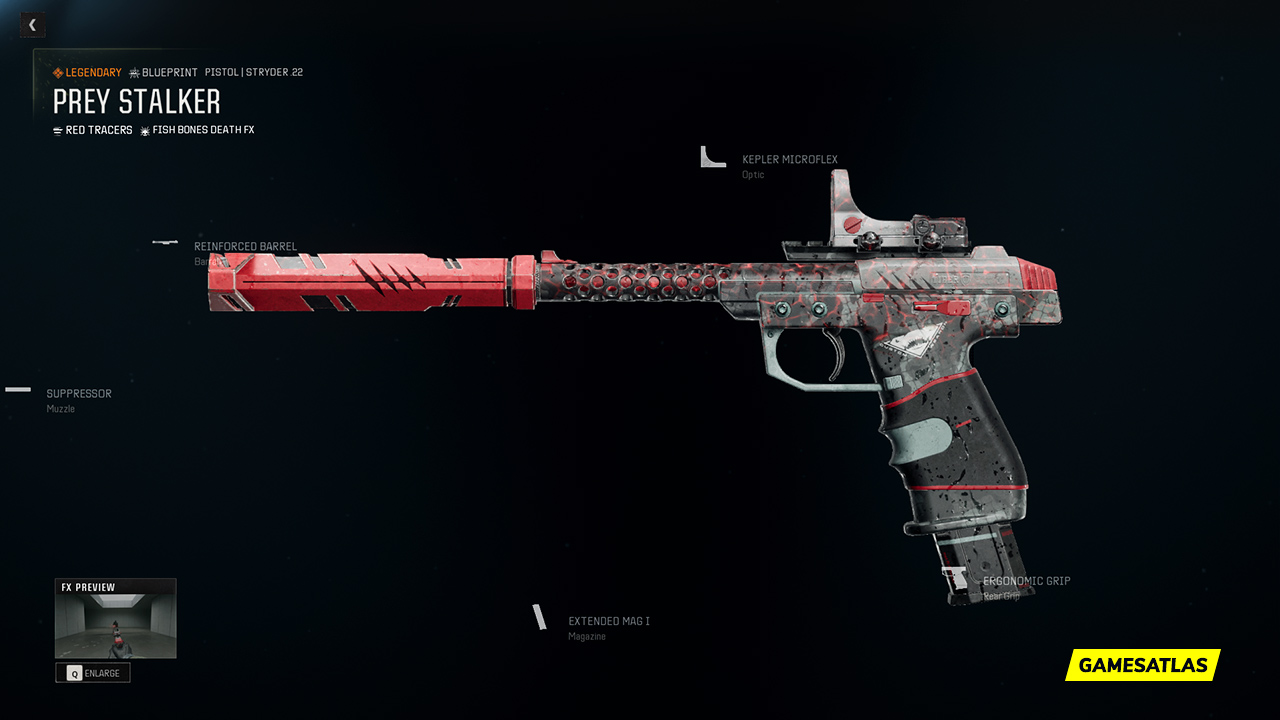 LEGENDARY BLUEPRINT PISTOL | STRYDER .22
PREY STALKER
RED TRACERS FISH BONES DEATH FX
KEPLER MICROFLEX
Optic
REINFORCED BARREL
Barrel
SUPPRESSOR
Muzzle
ERGONOMIC GRIP
Rear Grip
EXTENDED MAG I
Magazine
FX PREVIEW
Q ENLARGE
GAMESATLAS